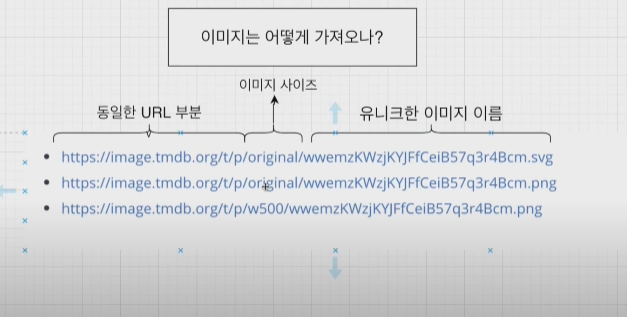 이미지는 어떻게 가져오나?
이미지 사이즈
동일한 URL 부분
유니크한 이미지 이름
https://image.tmdb.org/t/p/original/wwemzKWzjKYJFfCeiB57q3r4Bcm.svg
https://image.tmdb.org/t/p/original/wwemzKWzjKYJFfCeiB57q3r4Bcm.png
https://image.tmdb.org/t/p/w500/wwemzKWzjKYJFfCeiB57q3r4Bcm.png